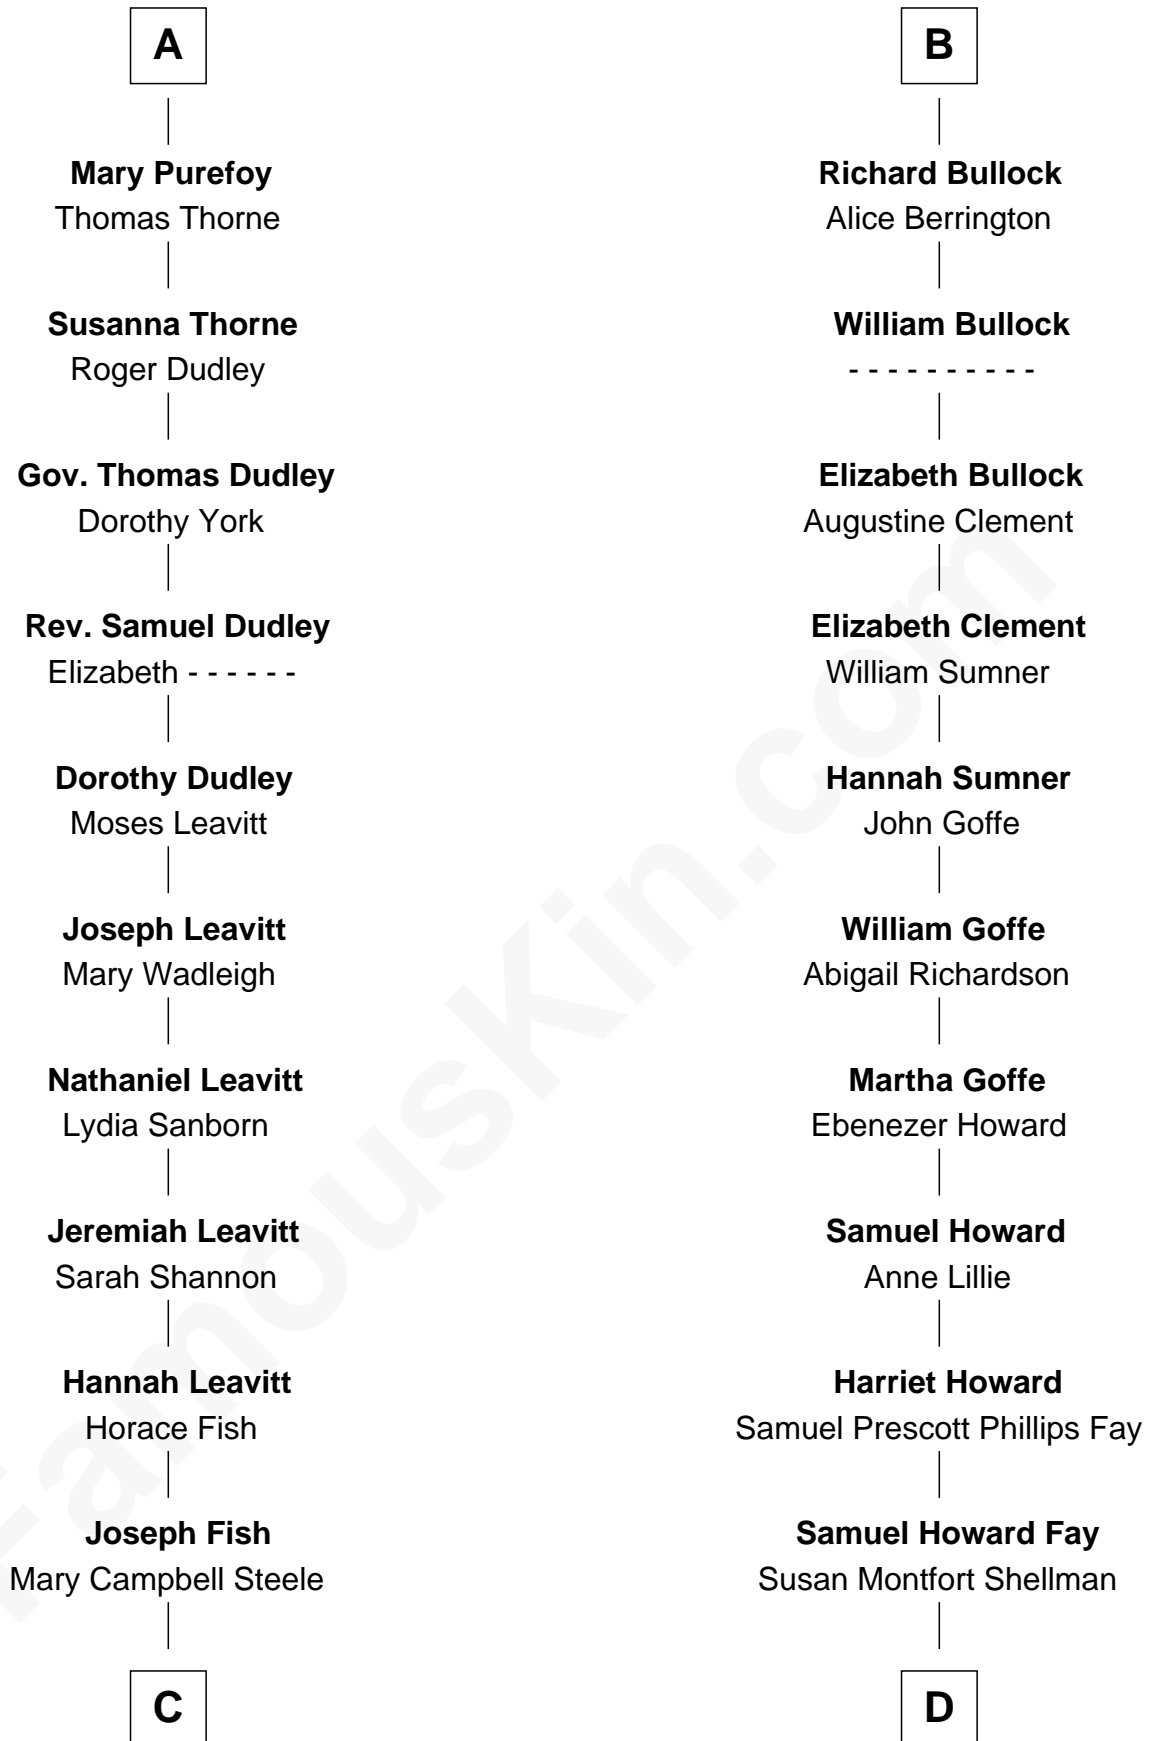 A
Mary Purefoy
Thomas Thorne
Susanna Thorne
Roger Dudley
Gov. Thomas Dudley
Dorothy York
Rev. Samuel Dudley
Elizabeth - - - - - -
Dorothy Dudley
Moses Leavitt
Joseph Leavitt
Mary Wadleigh
Nathaniel Leavitt
Lydia Sanborn
Jeremiah Leavitt
Sarah Shannon
Hannah Leavitt
Horace Fish
Joseph Fish
Mary Campbell Steele
C
B
Richard Bullock
Alice Berrington
William Bullock
- - - - - - - - - -
Elizabeth Bullock
Augustine Clement
Elizabeth Clement
William Sumner
Hannah Sumner
John Goffe
William Goffe
Abigail Richardson
Martha Goffe
Ebenezer Howard
Samuel Howard
Anne Lillie
Harriet Howard
Samuel Prescott Phillips Fay
Samuel Howard Fay
Susan Montfort Shellman
D
FamousKin.com